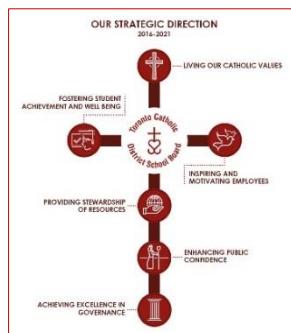 OUR STRATEGIC DIRECTION
2016-2021
LIVING OUR CATHOLIC VALUES
FOSTERING STUDENT
ACHIEVEMENT AND WELL BEING
Toronto Catholic
District School Board
INSPIRING AND
MOTIVATING EMPLOYEES
PROVIDING STEWARDSHIP
OF RESOURCES
ENHANCING PUBLIC
CONFIDENCE
ACHIEVING EXCELLENCE IN
GOVERNANCE